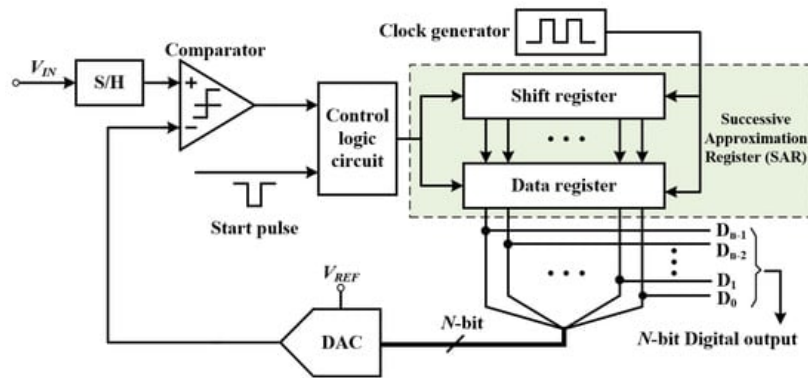 Clock generator
Comparator
V_IN
S/H
+
−
Control
logic
circuit
Shift register
Successive
Approximation
Register (SAR)
Data register
Start pulse
D_n-1
D_n-2
D_1
D_0
V_REF
N-bit
DAC
N-bit Digital output